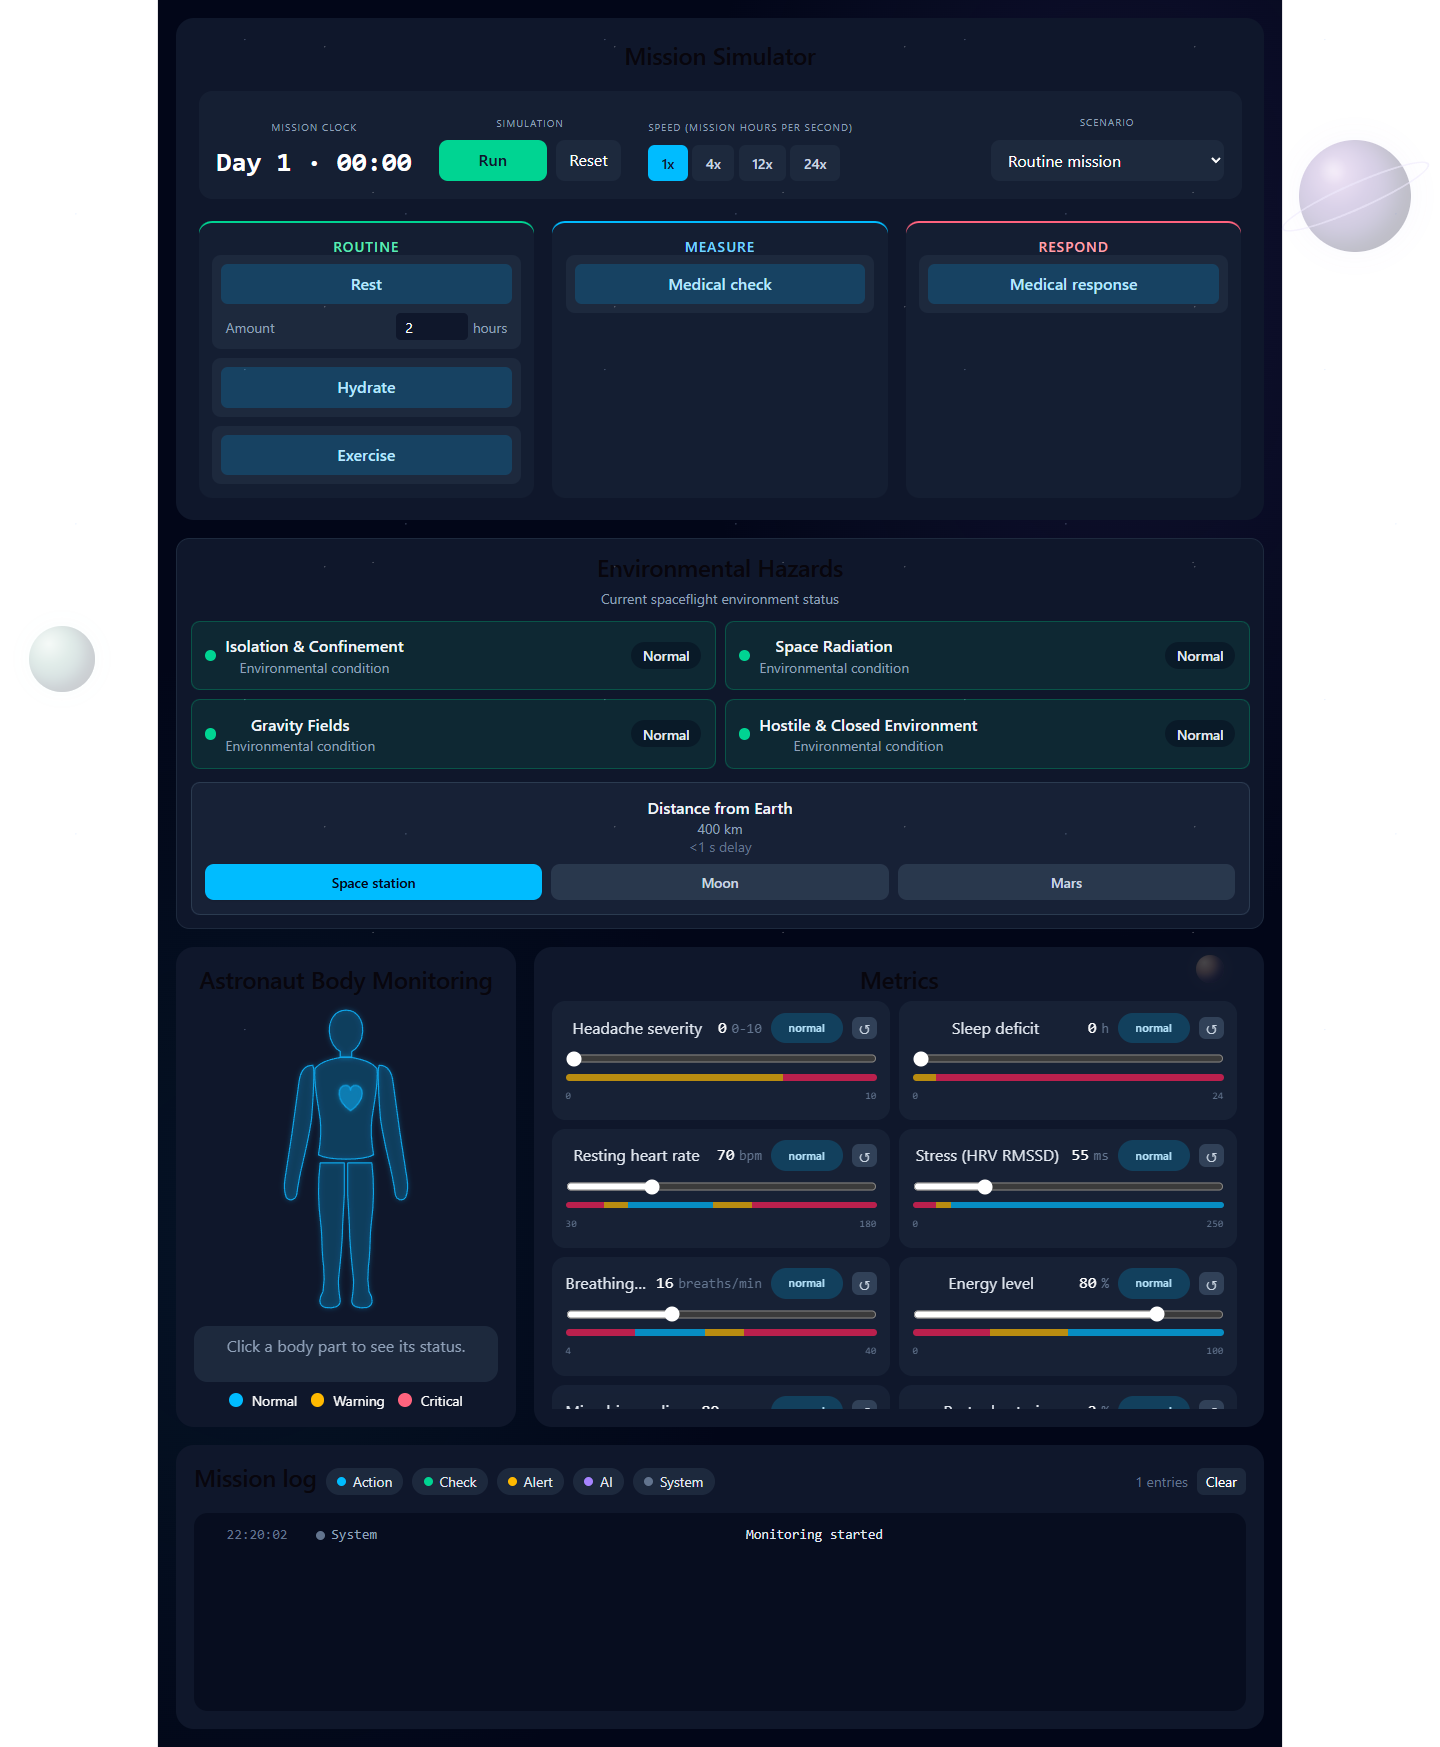 Mission Simulator
MISSION CLOCK
Day 1 · 00:00
SIMULATION
Run
Reset
SPEED (MISSION HOURS PER SECOND)
1x
4x
12x
24x
SCENARIO
Routine mission
ROUTINE
Rest
Amount
2
hours
Hydrate
Exercise
MEASURE
Medical check
RESPOND
Medical response
Environmental Hazards
Current spaceflight environment status
Isolation & Confinement
Environmental condition
Normal
Space Radiation
Environmental condition
Normal
Gravity Fields
Environmental condition
Normal
Hostile & Closed Environment
Environmental condition
Normal
Distance from Earth
400 km
<1 s delay
Space station
Moon
Mars
Astronaut Body Monitoring
Click a body part to see its status.
Normal
Warning
Critical
Metrics
Headache severity 0 0-10 normal ↺
0 10
Sleep deficit 0 h normal ↺
0 24
Resting heart rate 70 bpm normal ↺
30 180
Stress (HRV RMSSD) 55 ms normal ↺
0 250
Breathing... 16 breaths/min normal ↺
4 40
Energy level 80 % normal ↺
0 100
Mission log
Action
Check
Alert
AI
System
1 entries
Clear
22:20:02 System Monitoring started